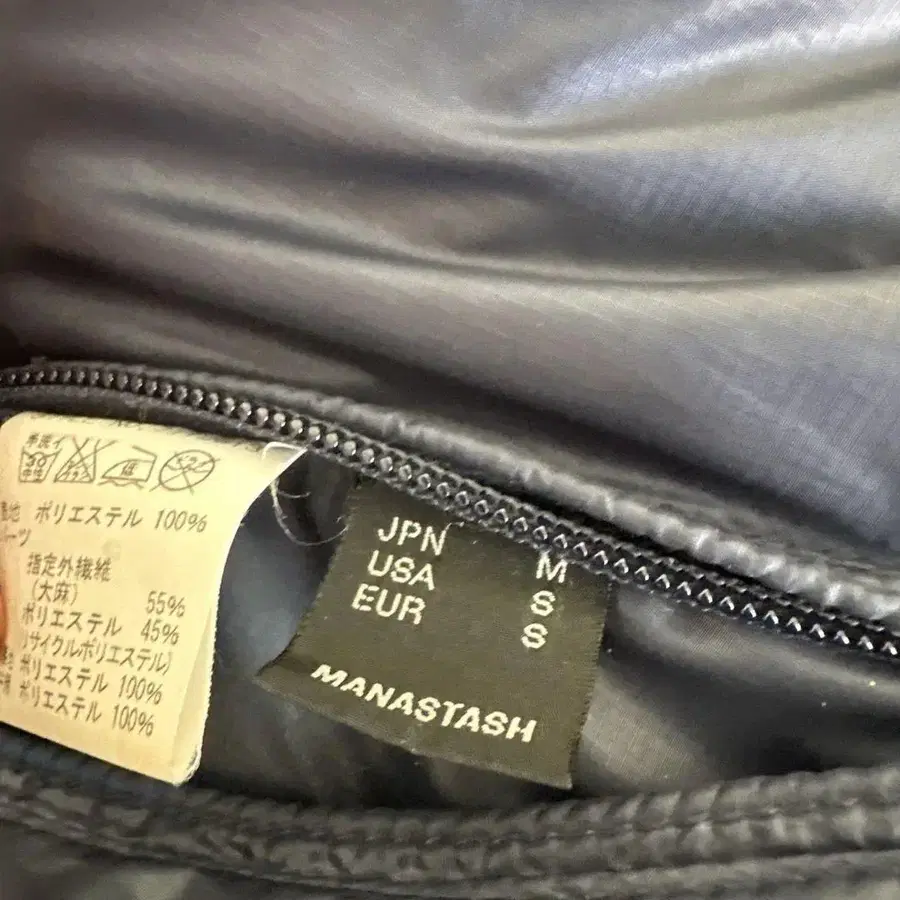 手洗イ
30
ポリエステル 100%
ーツ
指定外繊維
(大麻) 55%
ポリエステル 45%
リサイクルポリエステル)
ポリエステル 100%
ポリエステル 100%
JPN M
USA S
EUR S
MANASTASH